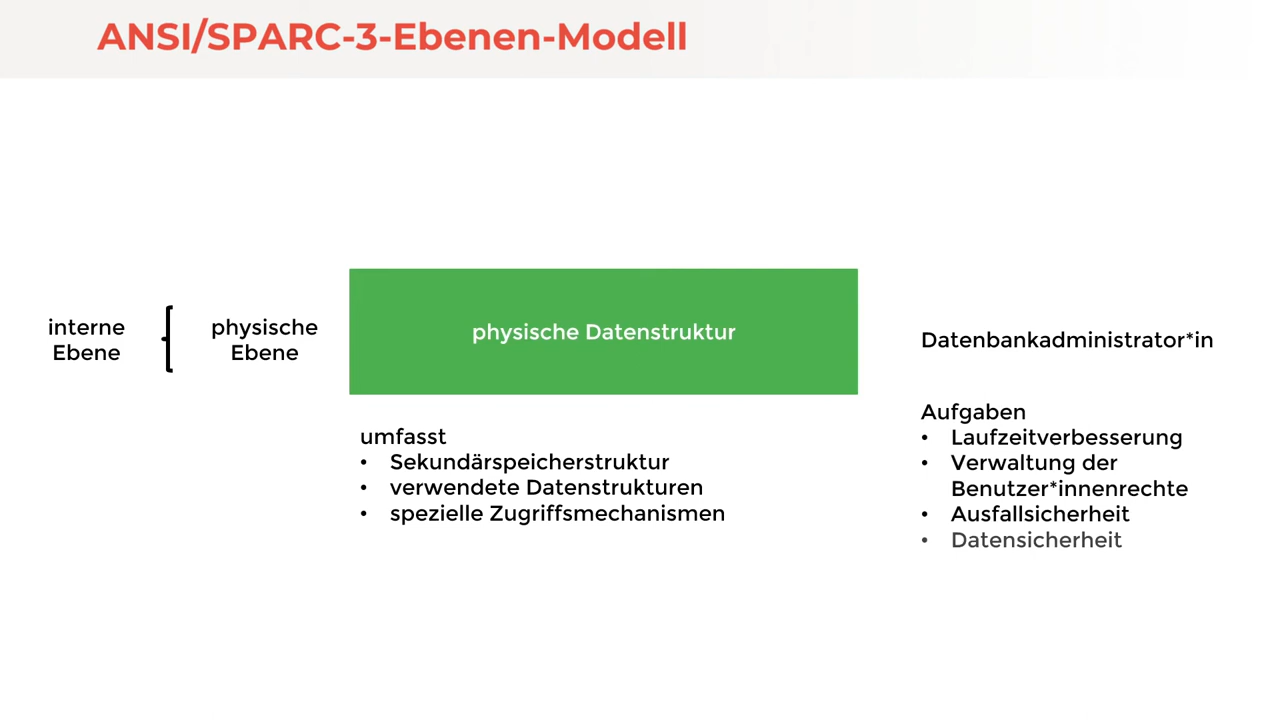 ANSI/SPARC-3-Ebenen-Modell
interne
Ebene
physische
Ebene
physische Datenstruktur
Datenbankadministrator*in
umfasst
• Sekundärspeicherstruktur
• verwendete Datenstrukturen
• spezielle Zugriffsmechanismen
Aufgaben
• Laufzeitverbesserung
• Verwaltung der
Benutzer*innenrechte
• Ausfallsicherheit
• Datensicherheit